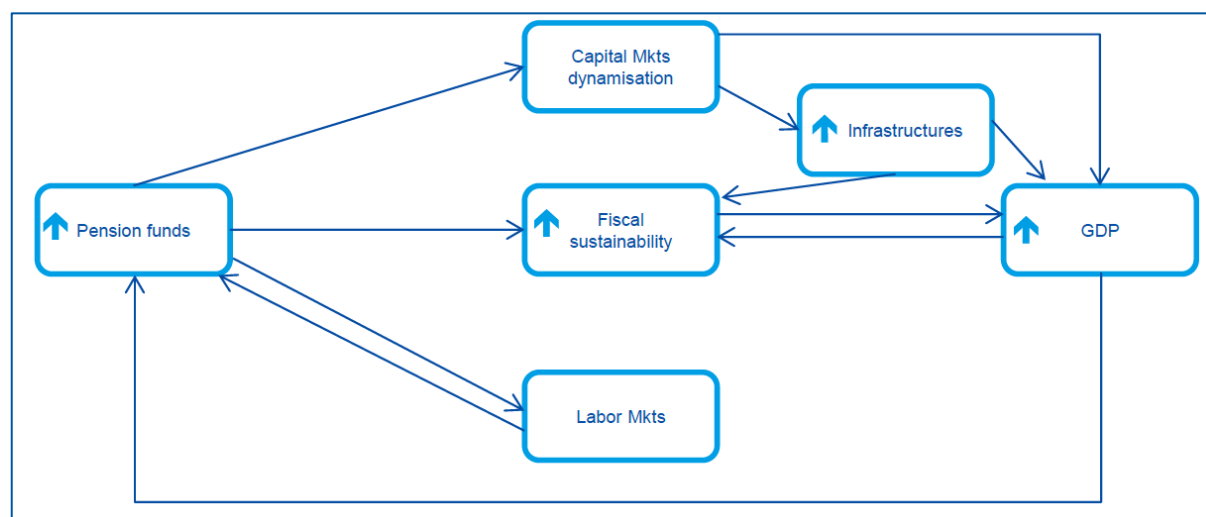 Capital Mkts
dynamisation
Infrastructures
Pension funds
Fiscal
sustainability
GDP
Labor Mkts